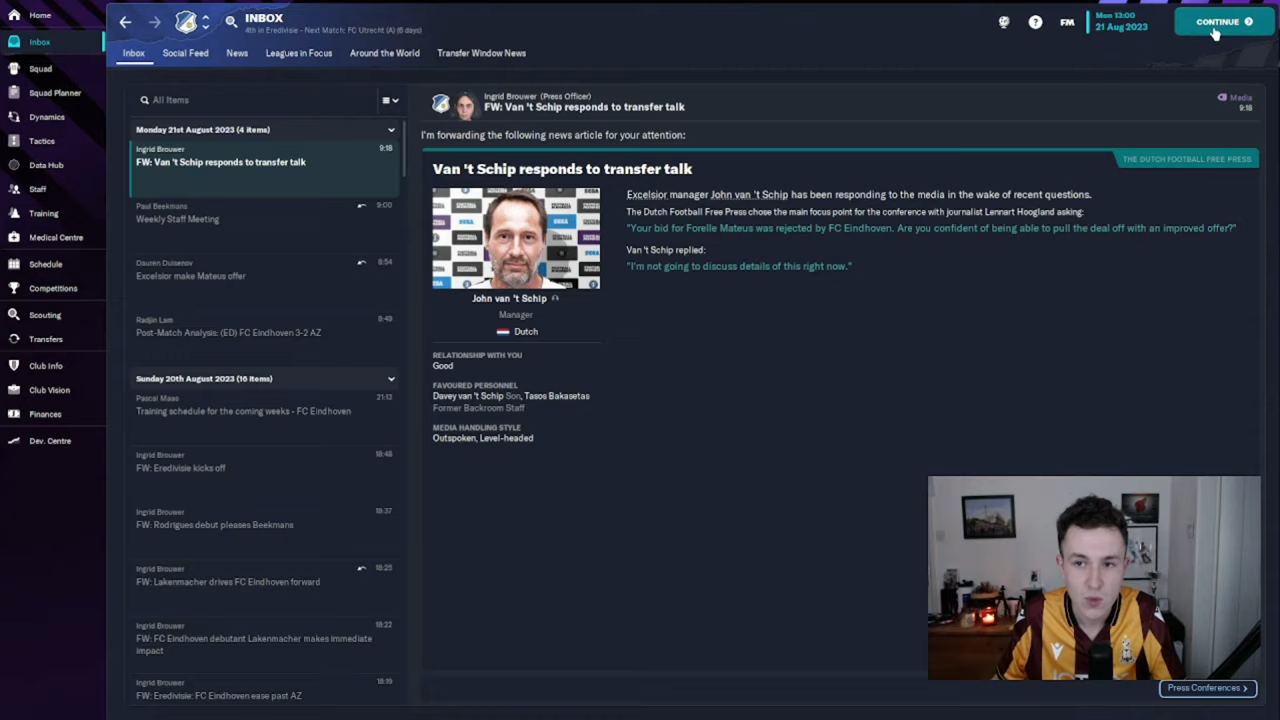 Home
INBOX
4th in Eredivisie - Next Match: FC Utrecht (A) (6 days)
FM
Mon 13:00
21 Aug 2023
CONTINUE
Inbox
Squad
Squad Planner
Dynamics
Tactics
Data Hub
Staff
Training
Medical Centre
Schedule
Competitions
Scouting
Transfers
Club Info
Club Vision
Finances
Dev. Centre
Inbox
Social Feed
News
Leagues in Focus
Around the World
Transfer Window News
All Items
Monday 21st August 2023 (4 items)
Ingrid Brouwer 9:18
FW: Van 't Schip responds to transfer talk
Paul Beekmans 9:00
Weekly Staff Meeting
Dauren Dusenov 8:54
Excelsior make Mateus offer
Radjin Lam 8:49
Post-Match Analysis: (ED) FC Eindhoven 3-2 AZ
Sunday 20th August 2023 (16 items)
Pascal Maas 21:13
Training schedule for the coming weeks - FC Eindhoven
Ingrid Brouwer 18:48
FW: Eredivisie kicks off
Ingrid Brouwer 18:37
FW: Rodrigues debut pleases Beekmans
Ingrid Brouwer 18:25
FW: Lakenmacher drives FC Eindhoven forward
Ingrid Brouwer 18:22
FW: FC Eindhoven debutant Lakenmacher makes immediate
impact
Ingrid Brouwer 18:19
FW: Eredivisie: FC Eindhoven ease past AZ
Ingrid Brouwer (Press Officer)
FW: Van 't Schip responds to transfer talk
Media
9:18
I'm forwarding the following news article for your attention:
THE DUTCH FOOTBALL FREE PRESS
Van 't Schip responds to transfer talk
Excelsior manager John van 't Schip has been responding to the media in the wake of recent questions.
The Dutch Football Free Press chose the main focus point for the conference with journalist Lennart Hoogland asking:
"Your bid for Forelle Mateus was rejected by FC Eindhoven. Are you confident of being able to pull the deal off with an improved offer?"
Van 't Schip replied:
"I'm not going to discuss details of this right now."
John van 't Schip
Manager
Dutch
RELATIONSHIP WITH YOU
Good
FAVOURED PERSONNEL
Davey van 't Schip Son, Tasos Bakasetas
Former Backroom Staff
MEDIA HANDLING STYLE
Outspoken, Level-headed
Press Conferences